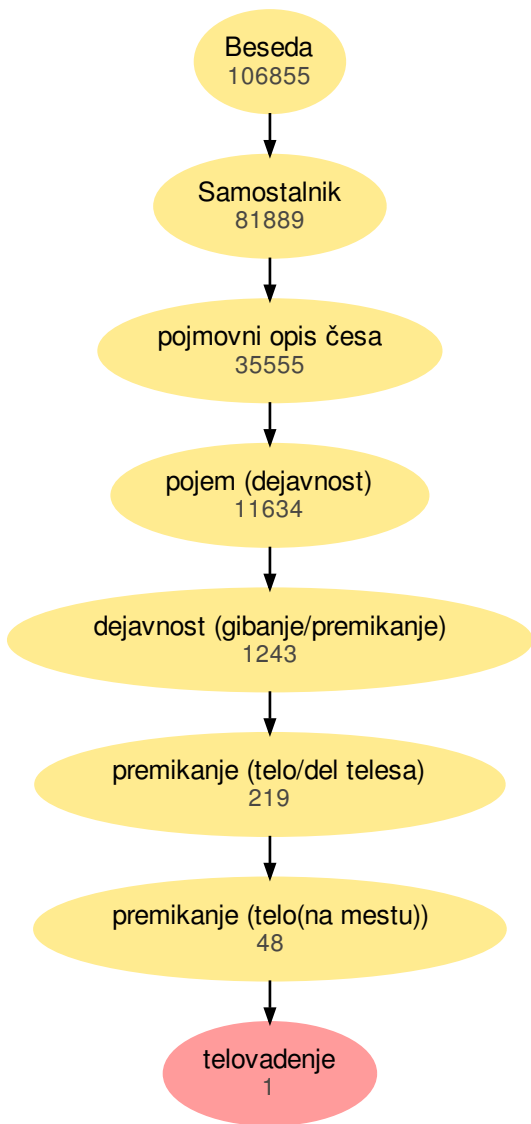 Beseda
106855
Samostalnik
81889
pojmovni opis česa
35555
pojem (dejavnost)
11634
dejavnost (gibanje/premikanje)
1243
premikanje (telo/del telesa)
219
premikanje (telo(na mestu))
48
telovadenje
1